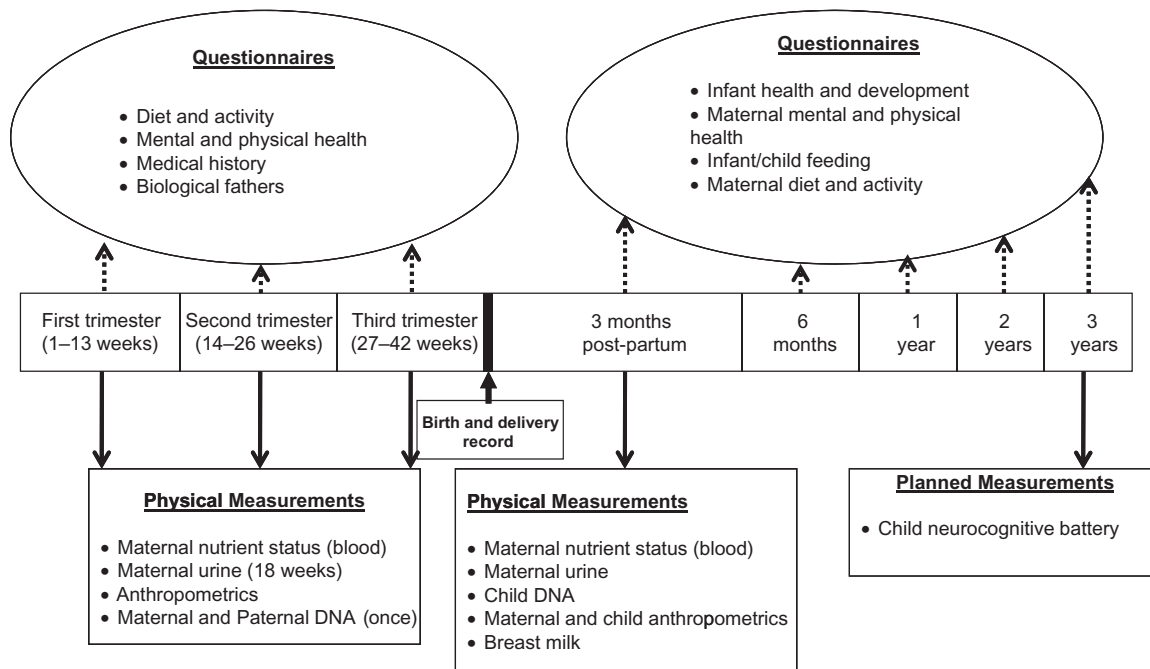 Questionnaires
• Diet and activity
• Mental and physical health
• Medical history
• Biological fathers
Questionnaires
• Infant health and development
• Maternal mental and physical
health
• Infant/child feeding
• Maternal diet and activity
First trimester
(1–13 weeks)
Second trimester
(14–26 weeks)
Third trimester
(27–42 weeks)
3 months
post-partum
6
months
1
year
2
years
3
years
Birth and delivery
record
Physical Measurements
• Maternal nutrient status (blood)
• Maternal urine (18 weeks)
• Anthropometrics
• Maternal and Paternal DNA (once)
Physical Measurements
• Maternal nutrient status (blood)
• Maternal urine
• Child DNA
• Maternal and child anthropometrics
• Breast milk
Planned Measurements
• Child neurocognitive battery